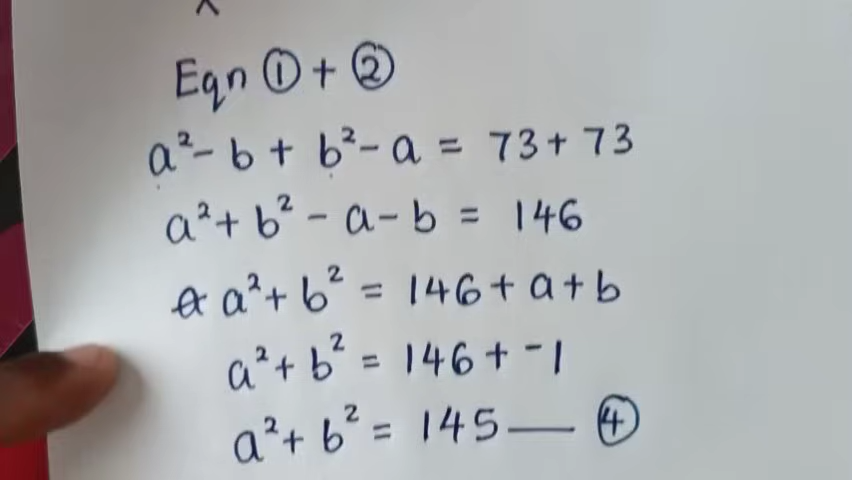 Eqn ① + ②
a² - b + b² - a = 73 + 73
a² + b² - a - b = 146
a² + b² = 146 + a + b
a² + b² = 146 + ⁻1
a² + b² = 145 — ④